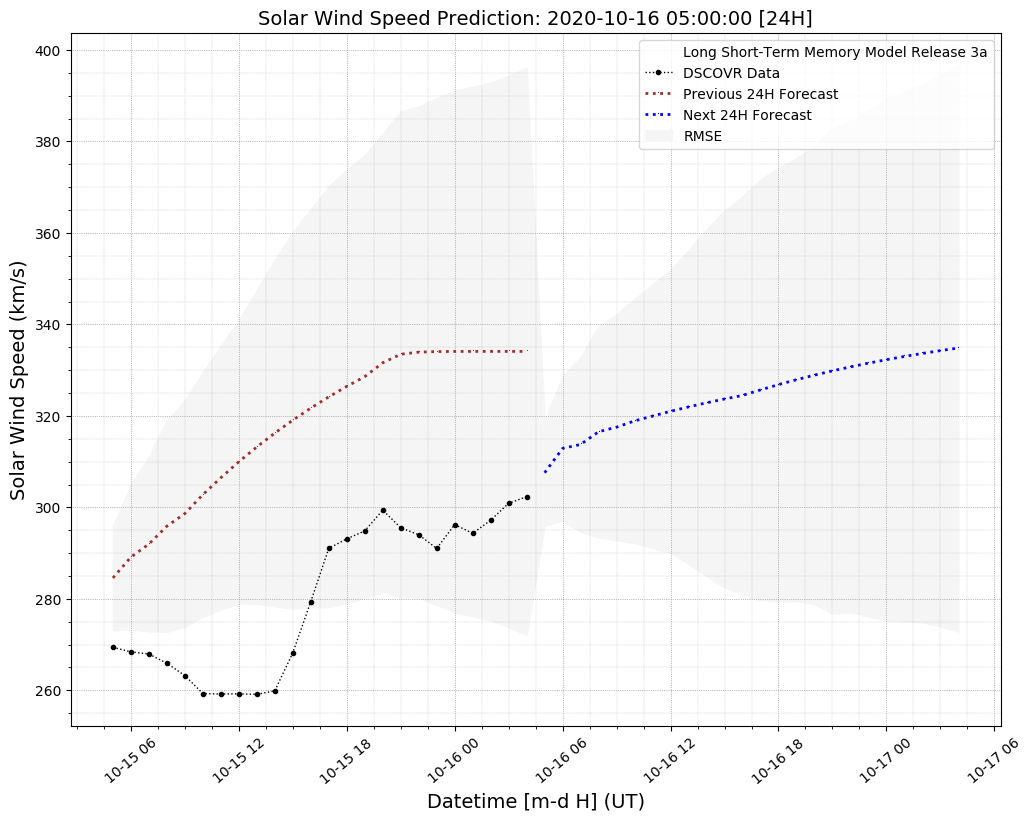 Solar Wind Speed Prediction: 2020-10-16 05:00:00 [24H]
Long Short-Term Memory Model Release 3a
DSCOVR Data
Previous 24H Forecast
Next 24H Forecast
RMSE
Solar Wind Speed (km/s)
400
380
360
340
320
300
280
260
10-15 06
10-15 12
10-15 18
10-16 00
10-16 06
10-16 12
10-16 18
10-17 00
10-17 06
Datetime [m-d H] (UT)